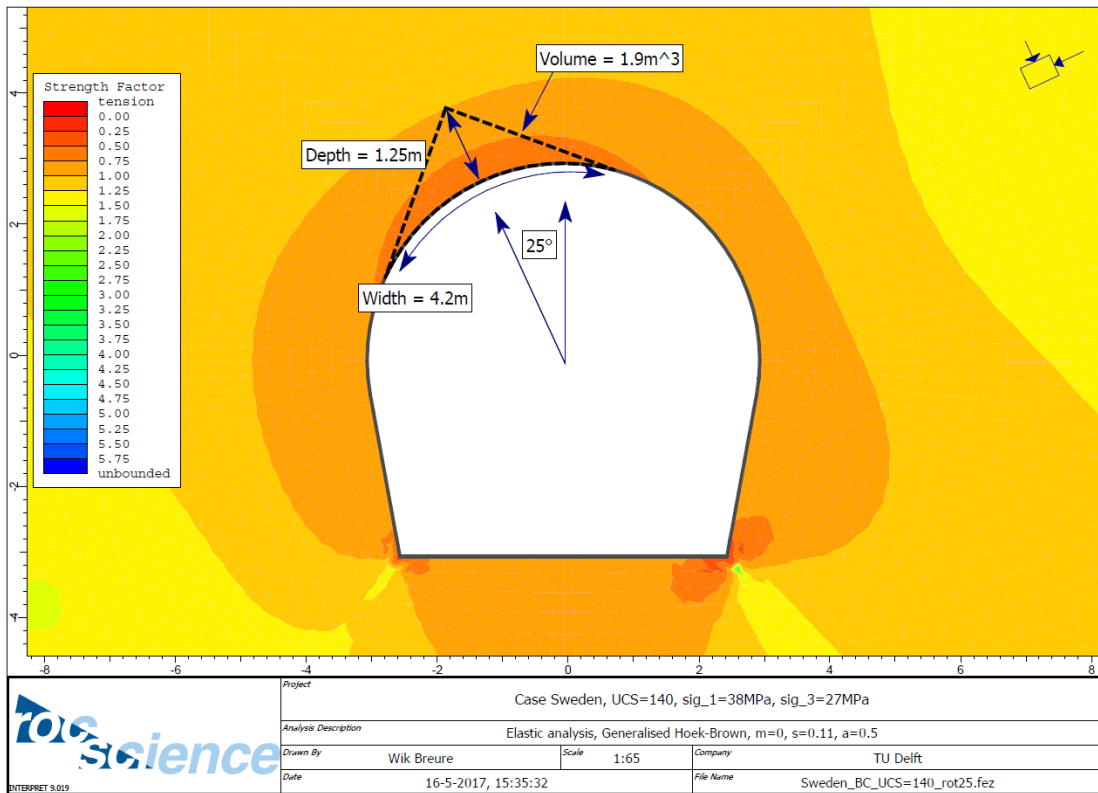 Volume = 1.9m^3
Strength Factor
tension
0.00
0.25
0.50
0.75
1.00
1.25
1.50
1.75
2.00
2.25
2.50
2.75
3.00
3.25
3.50
3.75
4.00
4.25
4.50
4.75
5.00
5.25
5.50
5.75
unbounded
Depth = 1.25m
25°
Width = 4.2m
4
2
0
-2
-4
-8
-6
-4
-2
0
2
4
6
8
rocscience
INTERPRET 9.019
Project
Case Sweden, UCS=140, sig_1=38MPa, sig_3=27MPa
Analysis Description
Elastic analysis, Generalised Hoek-Brown, m=0, s=0.11, a=0.5
Drawn By
Wik Breure
Scale
1:65
Company
TU Delft
Date
16-5-2017, 15:35:32
File Name
Sweden_BC_UCS=140_rot25.fez